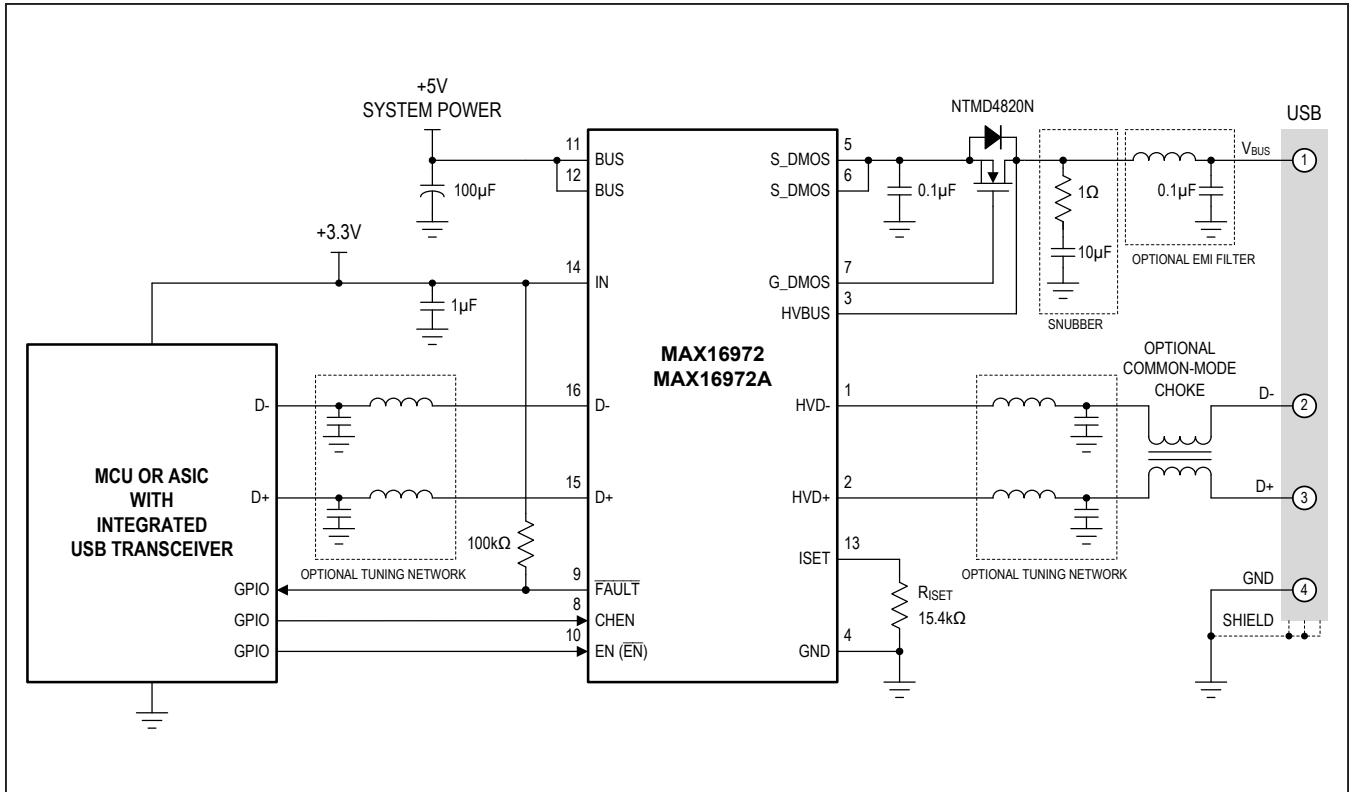 +5V
SYSTEM POWER
100µF
+3.3V
1µF
MCU OR ASIC
WITH
INTEGRATED
USB TRANSCEIVER
D-
D+
GPIO
GPIO
GPIO
OPTIONAL TUNING NETWORK
100kΩ
11
12
14
16
15
9
8
10
BUS
BUS
IN
D-
D+
FAULT
CHEN
EN (EN)
MAX16972
MAX16972A
S_DMOS
S_DMOS
G_DMOS
HVBUS
HVD-
HVD+
ISET
GND
5
6
7
3
1
2
13
4
0.1µF
NTMD4820N
1Ω
10µF
SNUBBER
0.1µF
OPTIONAL EMI FILTER
OPTIONAL TUNING NETWORK
OPTIONAL
COMMON-MODE
CHOKE
RISET
15.4kΩ
USB
VBUS
1
D-
2
D+
3
GND
4
SHIELD